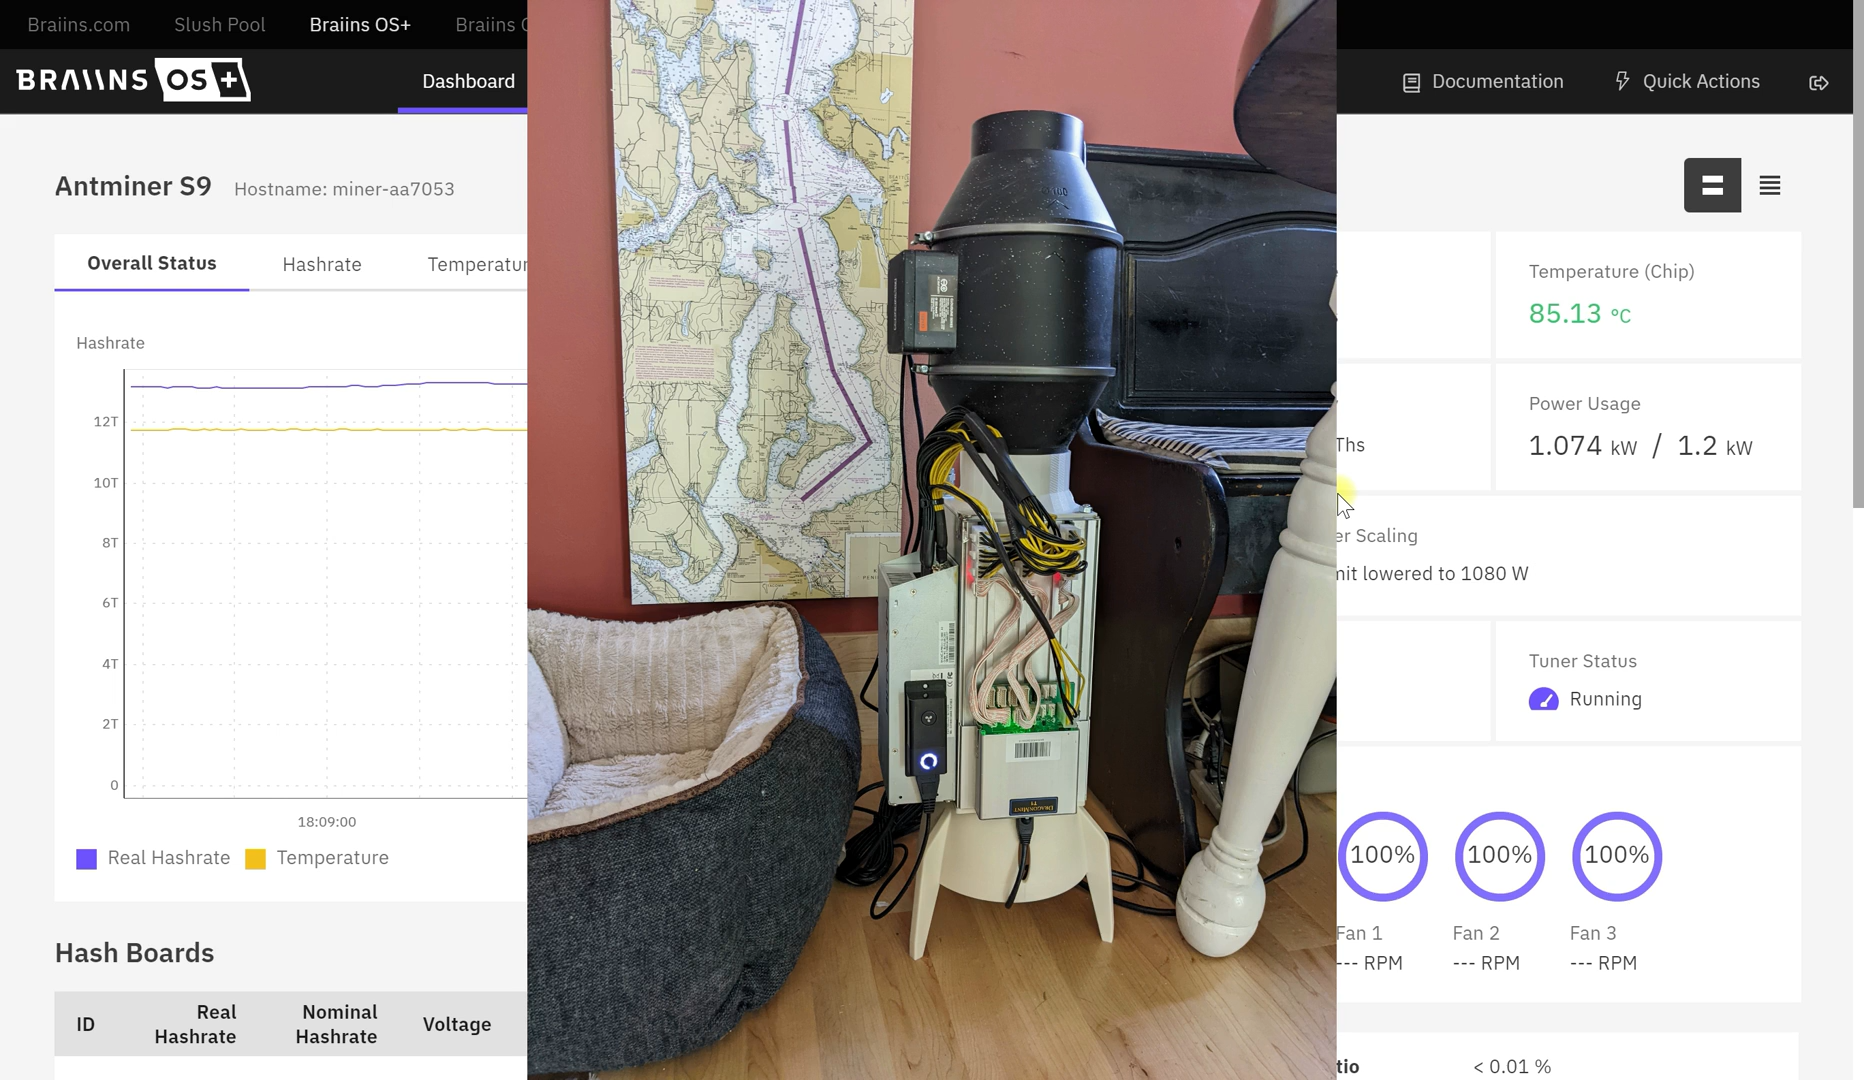 Braiins.com Slush Pool Braiins OS+ Braiins
BRAIINS OS+
Dashboard
Documentation
Quick Actions
Antminer S9
Hostname: miner-aa7053
Overall Status Hashrate
Hashrate
12T
10T
8T
6T
4T
2T
0
18:09:00
Real Hashrate
Temperature
Hash Boards
ID
Real
Hashrate
Nominal
Hashrate
Voltage
DRAGONMINT
T1
Temperature (Chip)
85.13 °C
Ths
Power Usage
1.074 kW / 1.2 kW
er Scaling
lowered to 1080 W
Tuner Status
Running
100% 100% 100%
Fan 1 Fan 2 Fan 3
--- RPM --- RPM --- RPM
tio
< 0.01 %